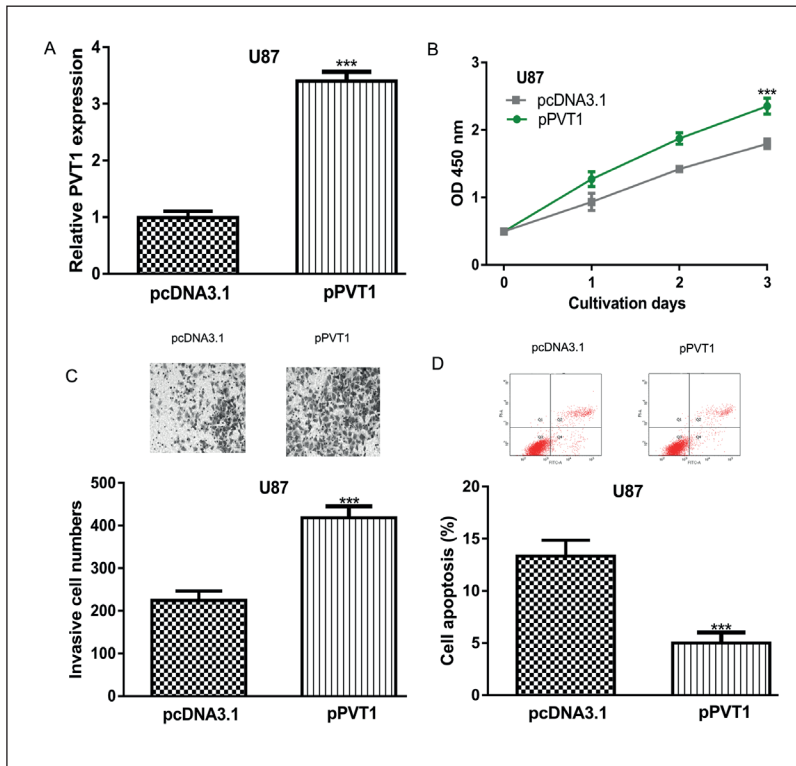 A
U87
***
4
3
2
1
0
Relative PVT1 expression
pcDNA3.1
pPVT1
B
U87
pcDNA3.1
pPVT1
***
3
2
1
0
OD 450 nm
0
1
2
3
Cultivation days
C
pcDNA3.1
pPVT1
U87
***
500
400
300
200
100
0
Invasive cell numbers
pcDNA3.1
pPVT1
D
pcDNA3.1
pPVT1
FITC-A
FITC-A
U87
***
20
15
10
5
0
Cell apoptosis (%)
pcDNA3.1
pPVT1